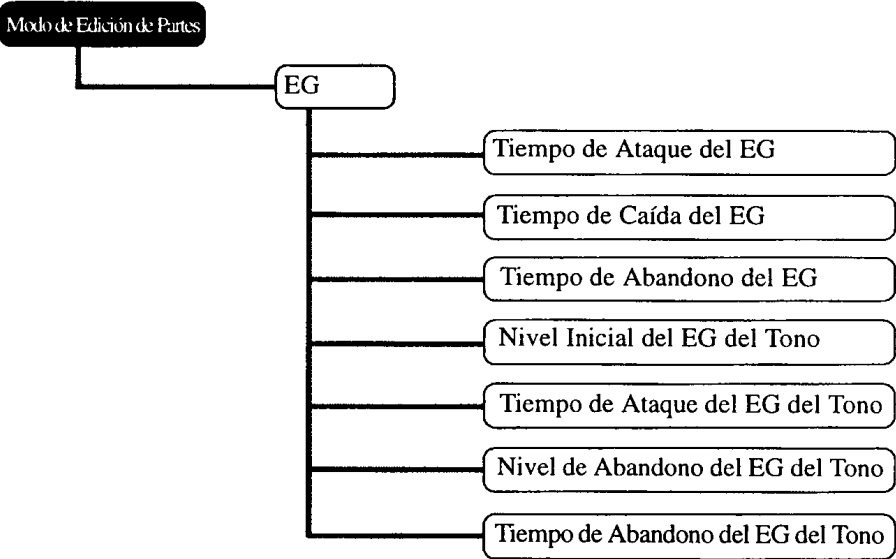 Modo de Edición de Partes
EG
Tiempo de Ataque del EG
Tiempo de Caída del EG
Tiempo de Abandono del EG
Nivel Inicial del EG del Tono
Tiempo de Ataque del EG del Tono
Nivel de Abandono del EG del Tono
Tiempo de Abandono del EG del Tono